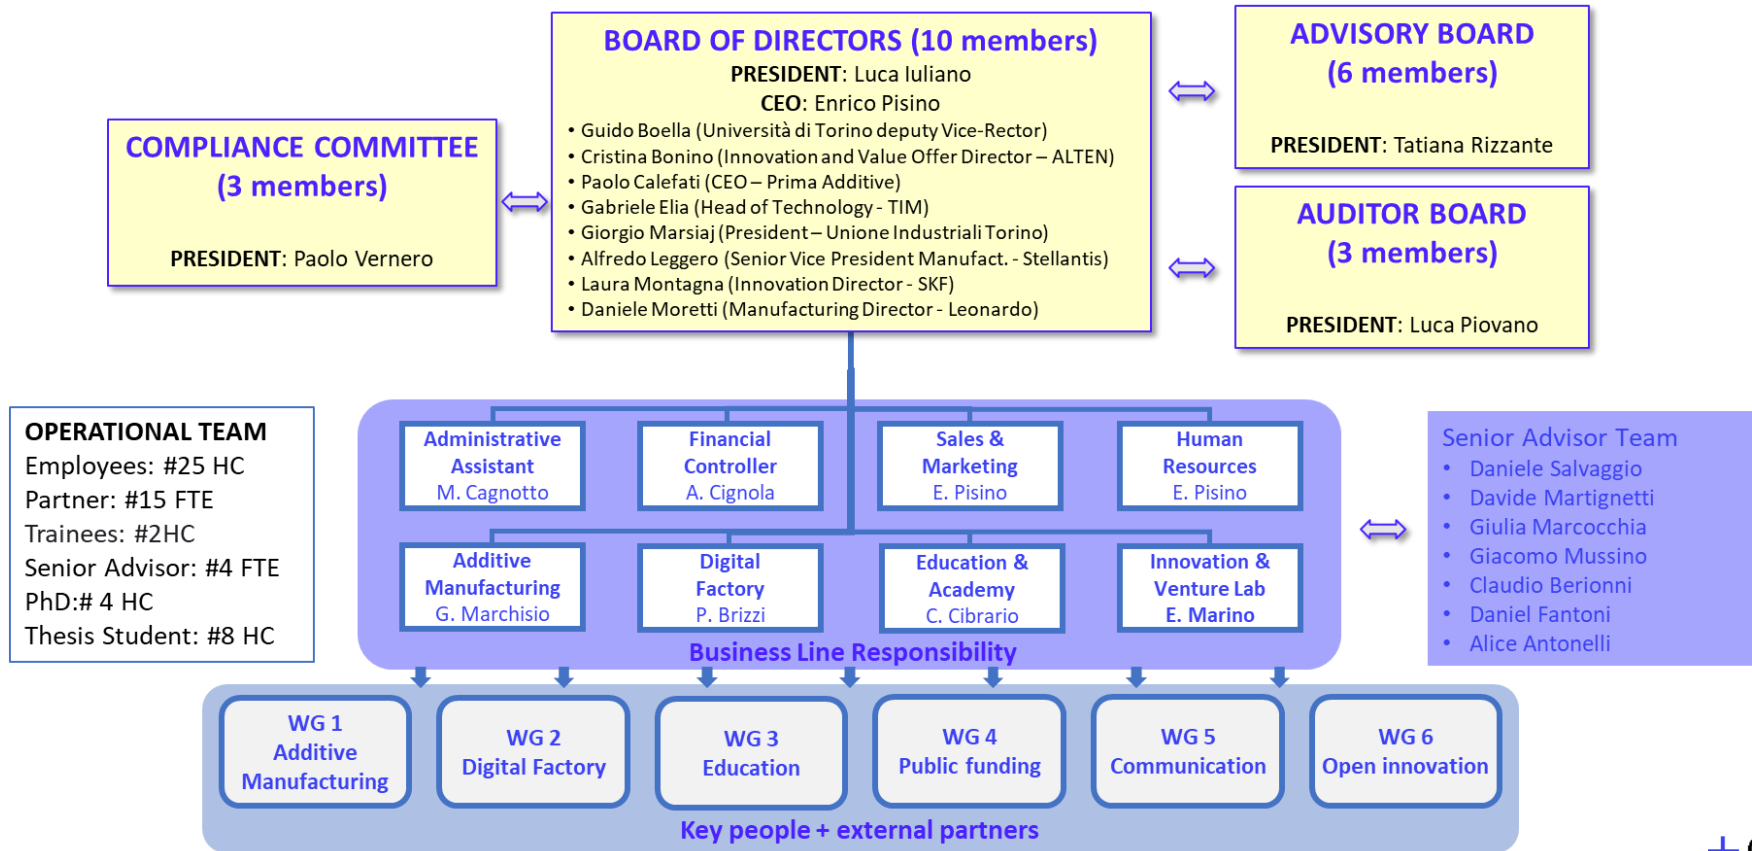 BOARD OF DIRECTORS (10 members)
PRESIDENT: Luca Iuliano
CEO: Enrico Pisino
• Guido Boella (Università di Torino deputy Vice-Rector)
• Cristina Bonino (Innovation and Value Offer Director – ALTEN)
• Paolo Calefati (CEO – Prima Additive)
• Gabriele Elia (Head of Technology - TIM)
• Giorgio Marsiaj (President – Unione Industriali Torino)
• Alfredo Leggero (Senior Vice President Manufact. - Stellantis)
• Laura Montagna (Innovation Director - SKF)
• Daniele Moretti (Manufacturing Director - Leonardo)
ADVISORY BOARD
(6 members)
PRESIDENT: Tatiana Rizzante
COMPLIANCE COMMITTEE
(3 members)
PRESIDENT: Paolo Vernero
AUDITOR BOARD
(3 members)
PRESIDENT: Luca Piovano
OPERATIONAL TEAM
Employees: #25 HC
Partner: #15 FTE
Trainees: #2HC
Senior Advisor: #4 FTE
PhD:# 4 HC
Thesis Student: #8 HC
Administrative
Assistant
M. Cagnotto
Financial
Controller
A. Cignola
Sales &
Marketing
E. Pisino
Human
Resources
E. Pisino
Additive
Manufacturing
G. Marchisio
Digital
Factory
P. Brizzi
Education &
Academy
C. Cibrario
Innovation &
Venture Lab
E. Marino
Business Line Responsibility
Senior Advisor Team
• Daniele Salvaggio
• Davide Martignetti
• Giulia Marcocchia
• Giacomo Mussino
• Claudio Berionni
• Daniel Fantoni
• Alice Antonelli
WG 1
Additive
Manufacturing
WG 2
Digital Factory
WG 3
Education
WG 4
Public funding
WG 5
Communication
WG 6
Open innovation
Key people + external partners